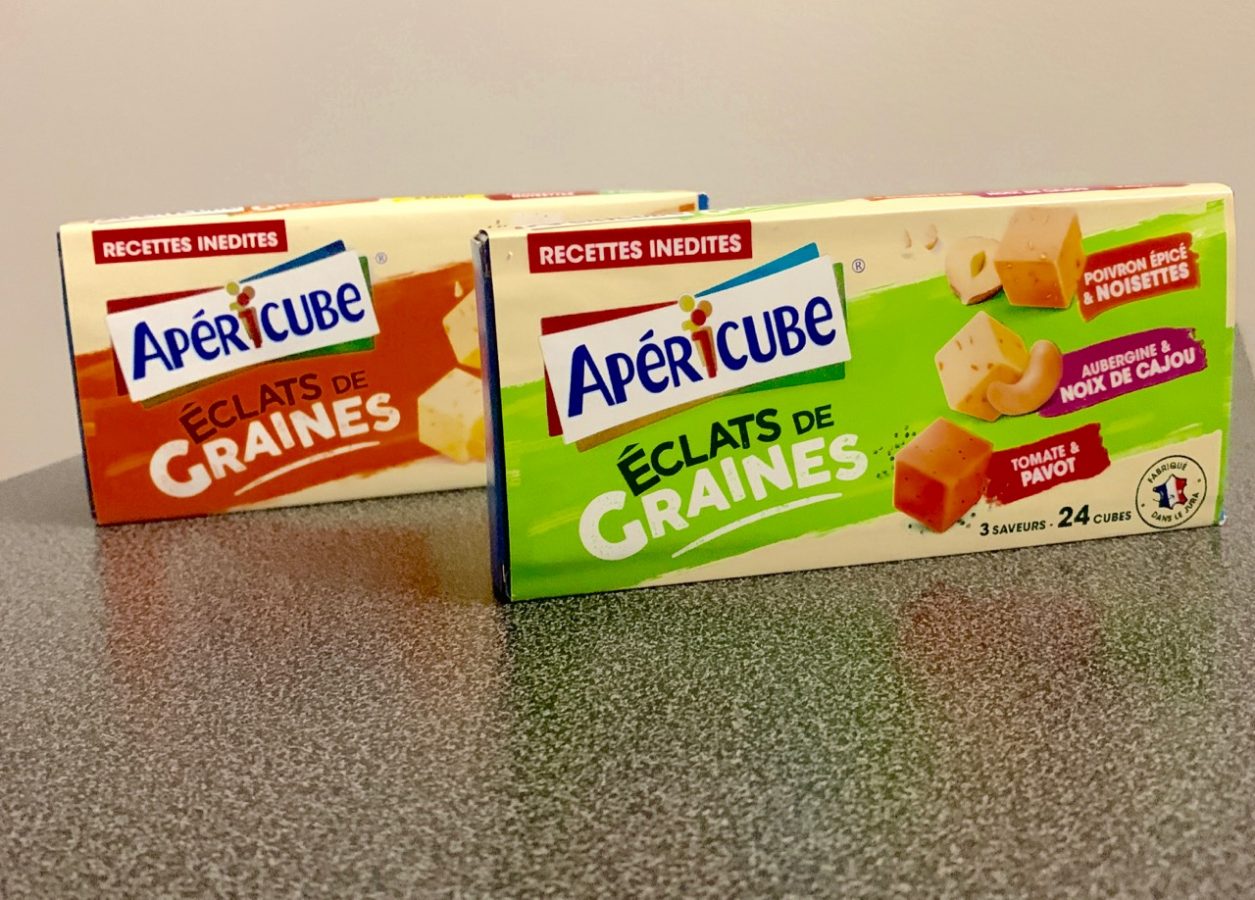 RECETTES INEDITES
APÉRICUBE
®
ÉCLATS DE
GRAINES
RECETTES INEDITES
APÉRICUBE
®
ÉCLATS DE
GRAINES
POIVRON ÉPICÉ
& NOISETTES
AUBERGINE &
NOIX DE CAJOU
TOMATE &
PAVOT
3 SAVEURS · 24 CUBES
FABRIQUÉ
DANS LE JURA